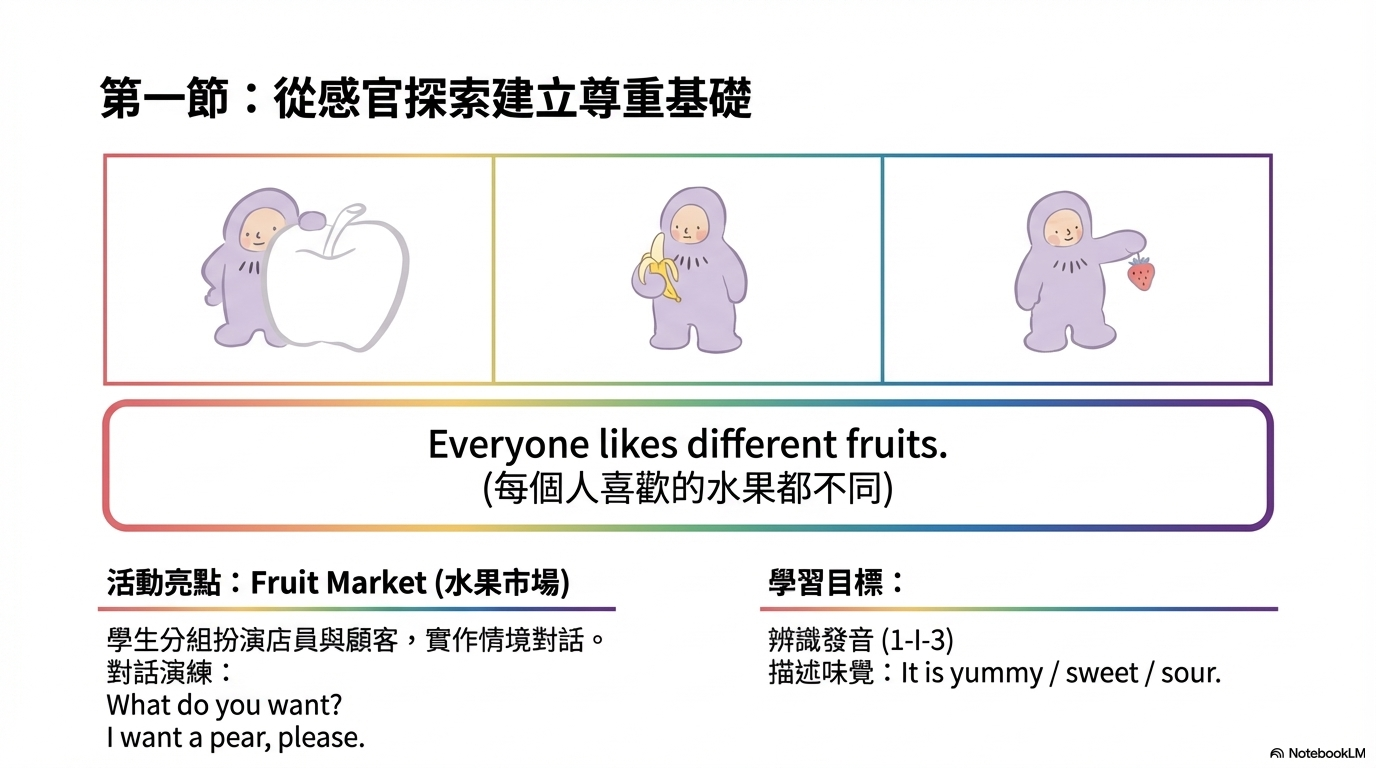 第一節：從感官探索建立尊重基礎
Everyone likes different fruits.
(每個人喜歡的水果都不同)
活動亮點：Fruit Market (水果市場)
學生分組扮演店員與顧客，實作情境對話。
對話演練：
What do you want?
I want a pear, please.
學習目標：
辨識發音 (1-I-3)
描述味覺：It is yummy / sweet / sour.
NotebookLM